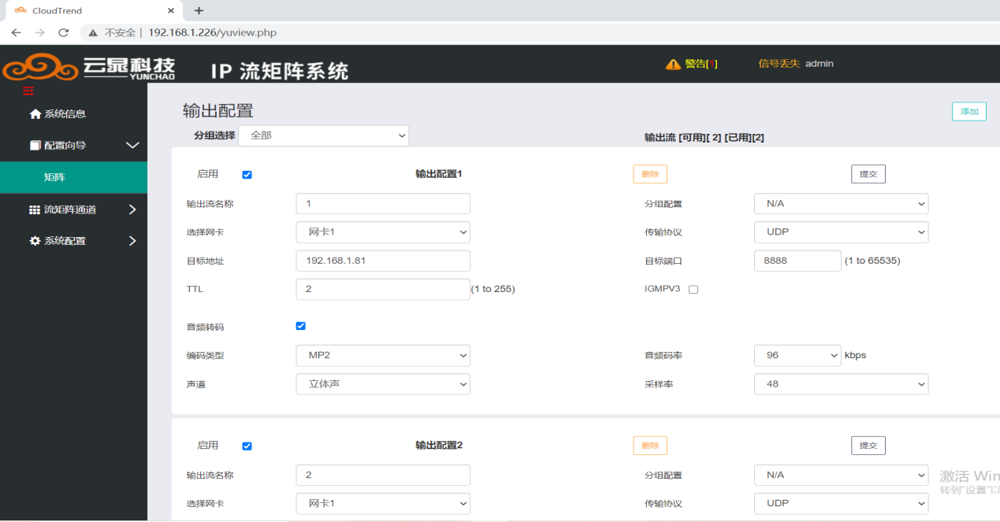 CloudTrend
不安全 | 192.168.1.226/yuview.php
云晁科技 YUNCHAO
IP 流矩阵系统
警告[1]
信号丢失 admin
系统信息
配置向导
矩阵
流矩阵通道
系统配置
输出配置
添加
分组选择 全部
输出流 [可用][ 2] [已用][2]
启用 输出配置1 删除 提交
输出流名称 1 分组配置 N/A
选择网卡 网卡1 传输协议 UDP
目标地址 192.168.1.81 目标端口 8888 (1 to 65535)
TTL 2 (1 to 255) IGMPV3
音频转码
编码类型 MP2 音频码率 96 kbps
声道 立体声 采样率 48
启用 输出配置2 删除 提交
输出流名称 2 分组配置 N/A
选择网卡 网卡1 传输协议 UDP
激活 Win
转到"设置"以